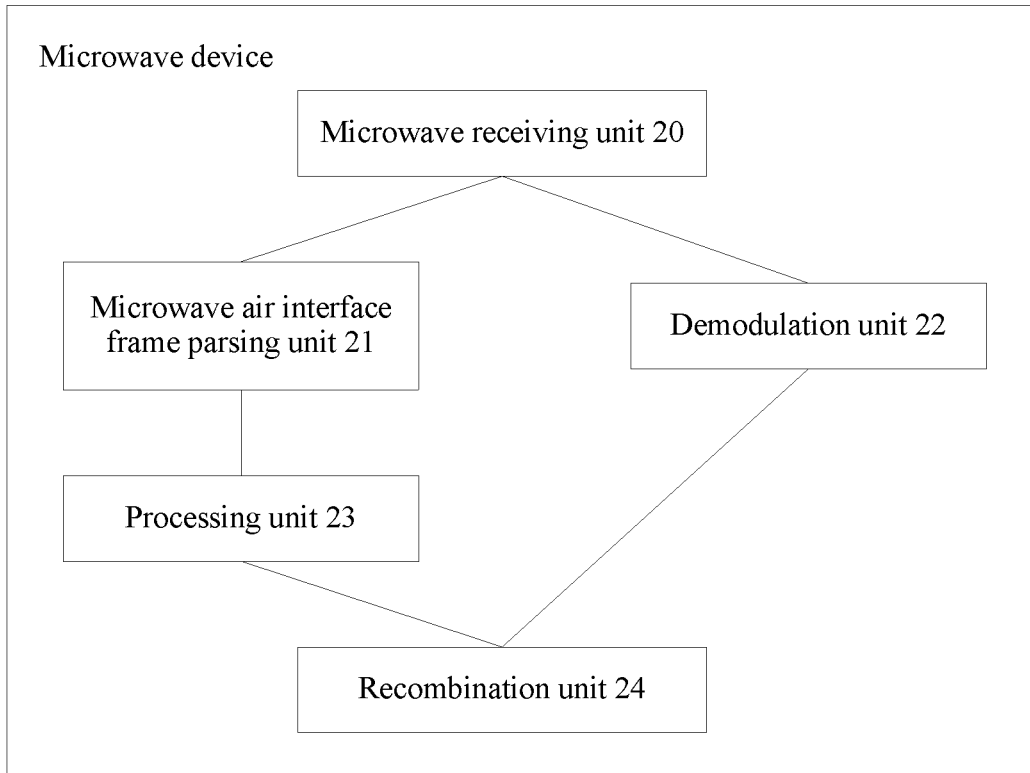 Microwave device
Microwave receiving unit 20
Microwave air interface
frame parsing unit 21
Demodulation unit 22
Processing unit 23
Recombination unit 24